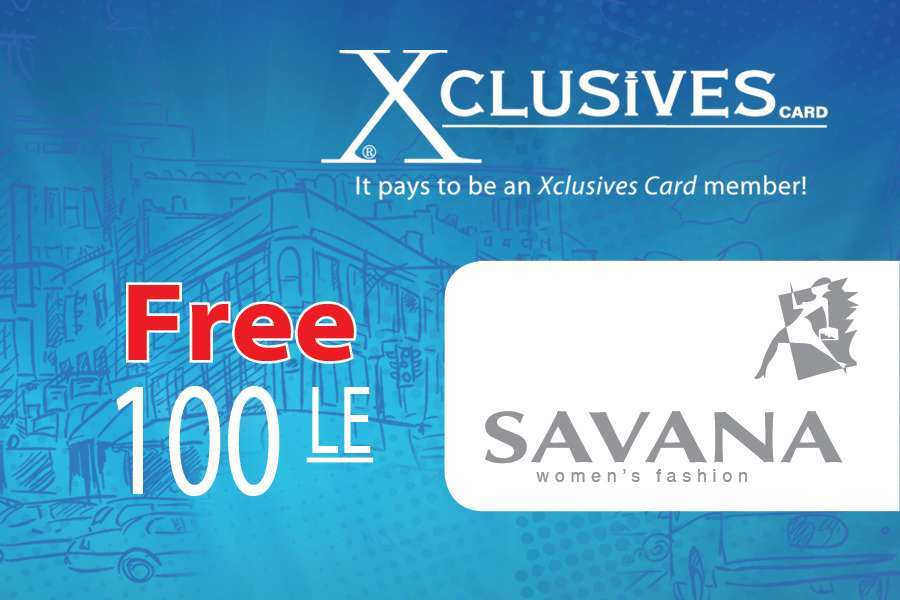 XCLUSiVES CARD
®
It pays to be an Xclusives Card member!
Free
100 LE
SAVANA
women's fashion